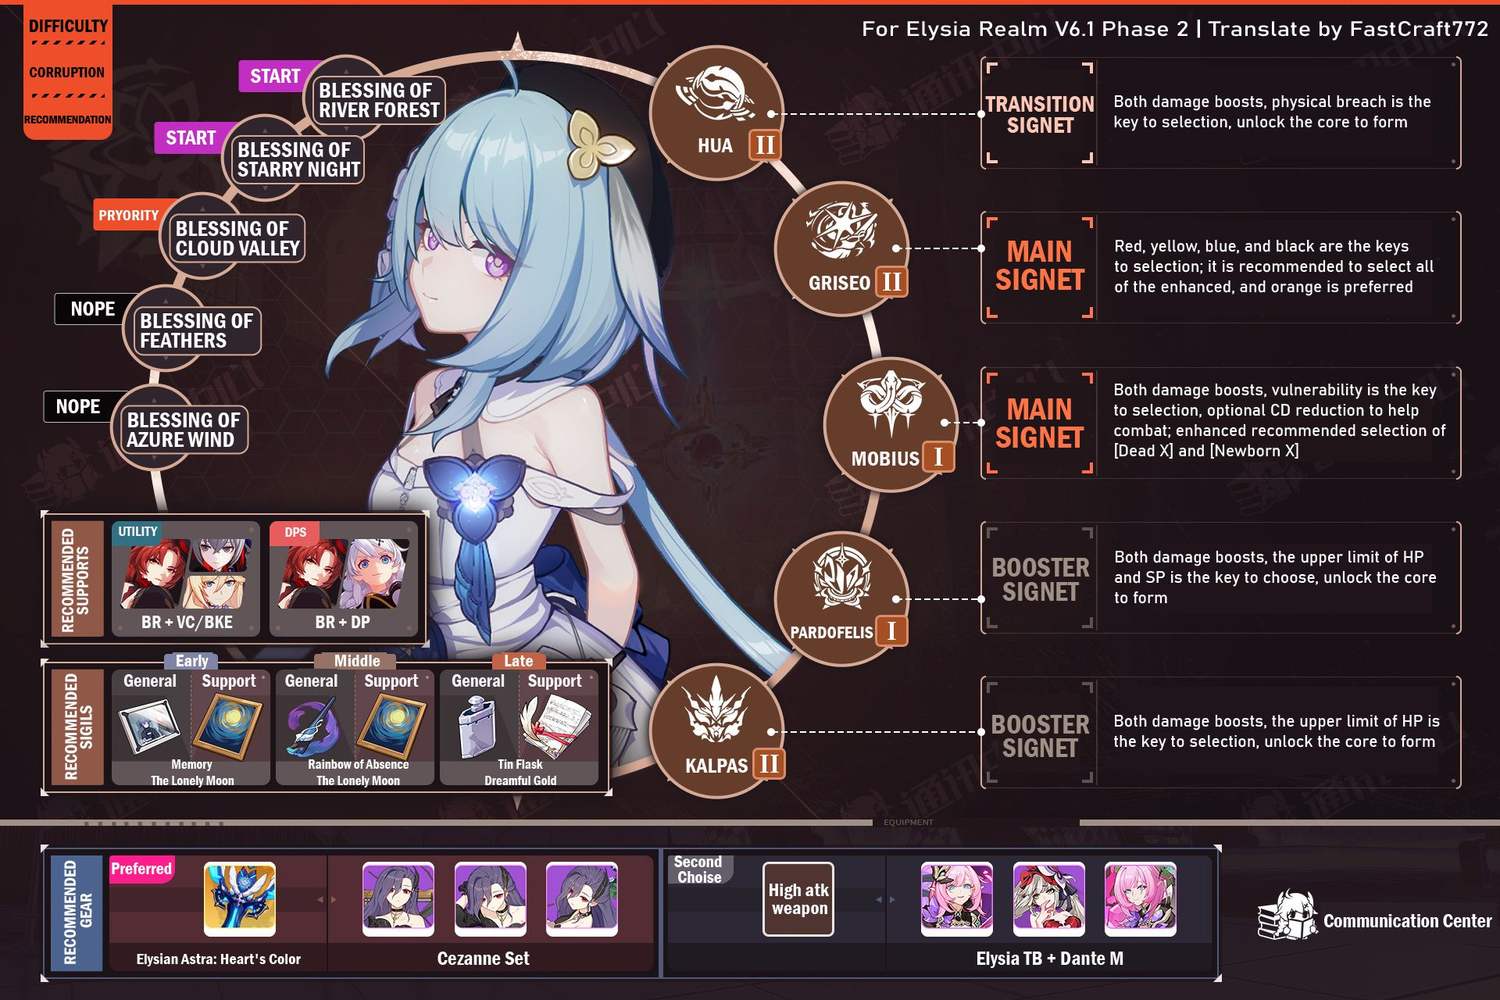 DIFFICULTY
CORRUPTION
RECOMMENDATION
For Elysia Realm V6.1 Phase 2 | Translate by FastCraft772
START
BLESSING OF
RIVER FOREST
START
BLESSING OF
STARRY NIGHT
PRYORITY
BLESSING OF
CLOUD VALLEY
NOPE
BLESSING OF
FEATHERS
NOPE
BLESSING OF
AZURE WIND
HUA II
TRANSITION
SIGNET
Both damage boosts, physical breach is the
key to selection, unlock the core to form
GRISEO II
MAIN
SIGNET
Red, yellow, blue, and black are the keys
to selection; it is recommended to select all
of the enhanced, and orange is preferred
MOBIUS I
MAIN
SIGNET
Both damage boosts, vulnerability is the key
to selection, optional CD reduction to help
combat; enhanced recommended selection of
[Dead X] and [Newborn X]
PARDOFELIS I
BOOSTER
SIGNET
Both damage boosts, the upper limit of HP
and SP is the key to choose, unlock the core
to form
KALPAS II
BOOSTER
SIGNET
Both damage boosts, the upper limit of HP is
the key to selection, unlock the core to form
RECOMMENDED
SUPPORTS
UTILITY
BR + VC/BKE
DPS
BR + DP
RECOMMENDED
SIGILS
Early
General Support
Memory
The Lonely Moon
Middle
General Support
Rainbow of Absence
The Lonely Moon
Late
General Support
Tin Flask
Dreamful Gold
EQUIPMENT
RECOMMENDED
GEAR
Preferred
Elysian Astra: Heart's Color
Cezanne Set
Second
Choise
High atk
weapon
Elysia TB + Dante M
Communication Center